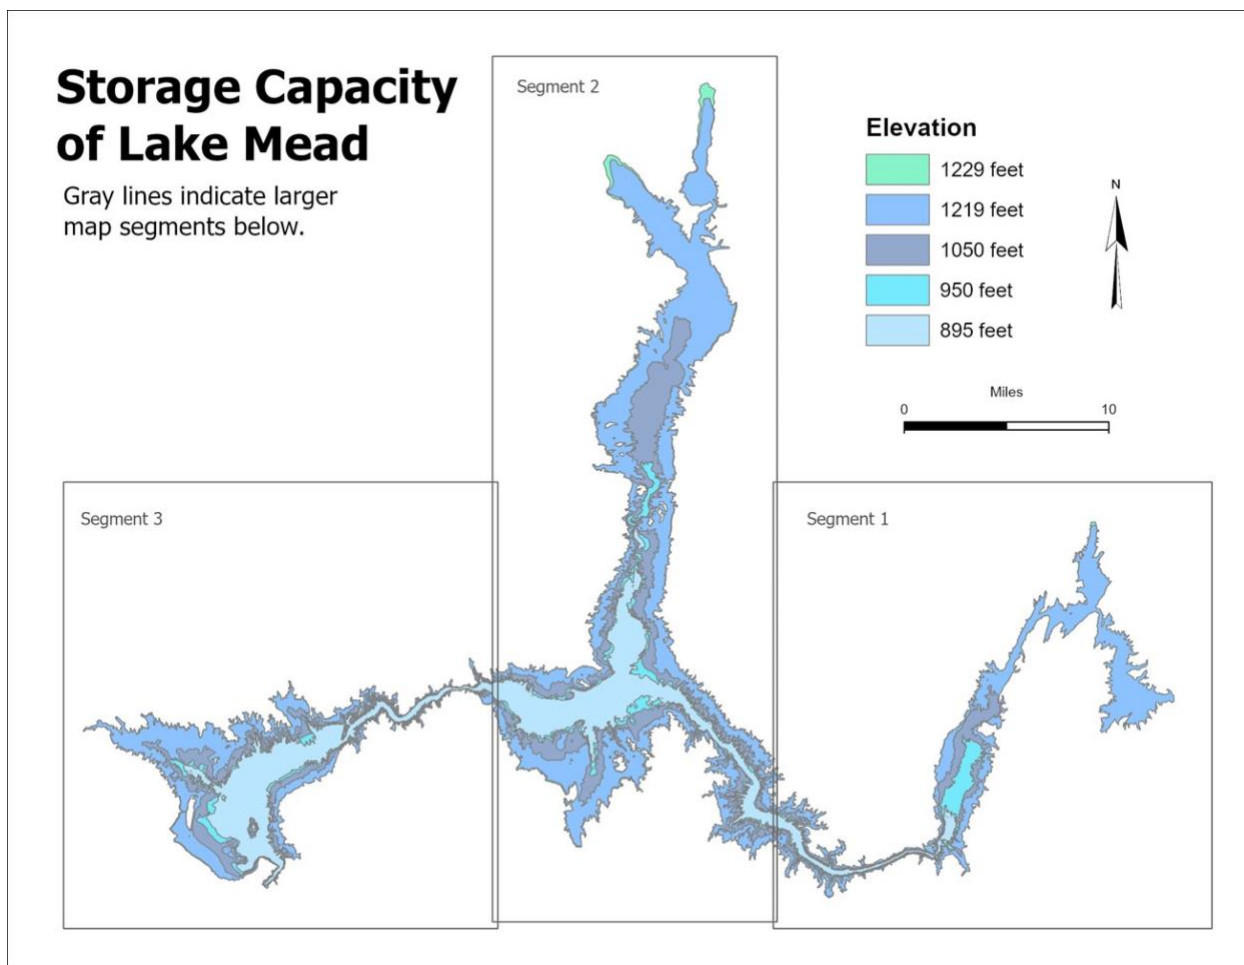 Storage Capacity
of Lake Mead
Gray lines indicate larger
map segments below.
Segment 2
Elevation
1229 feet
1219 feet
1050 feet
950 feet
895 feet
N
Miles
0 10
Segment 3
Segment 1